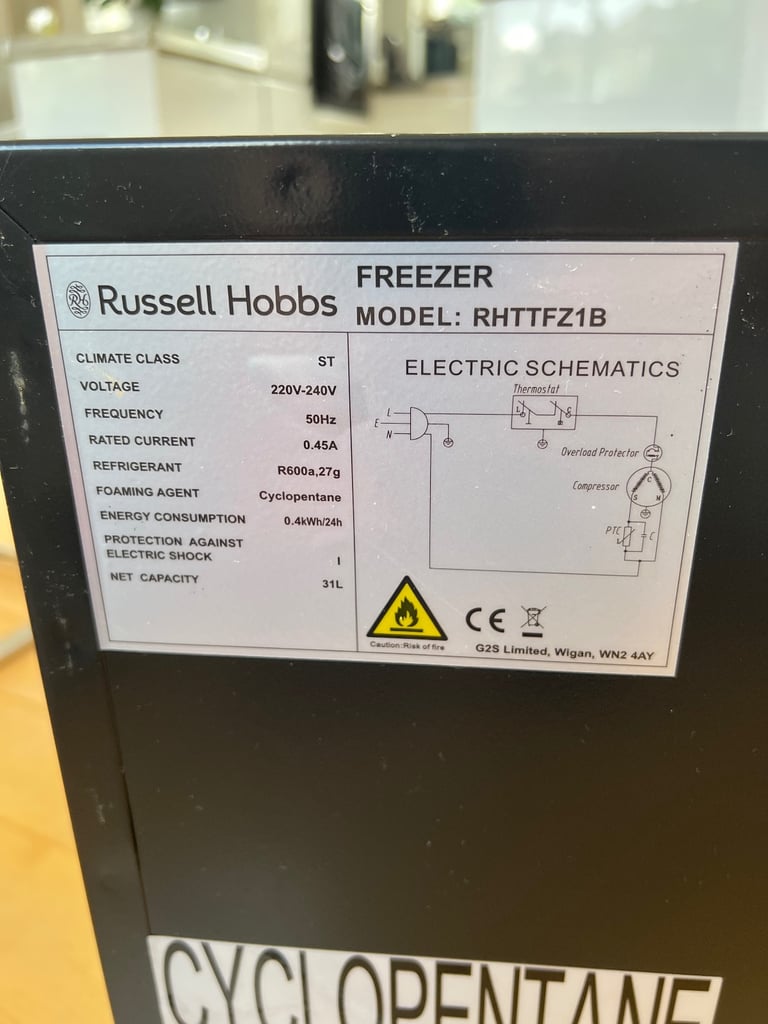 RH Russell Hobbs
FREEZER
MODEL: RHTTFZ1B
CLIMATE CLASS ST
VOLTAGE 220V-240V
FREQUENCY 50Hz
RATED CURRENT 0.45A
REFRIGERANT R600a,27g
FOAMING AGENT Cyclopentane
ENERGY CONSUMPTION 0.4kWh/24h
PROTECTION AGAINST
ELECTRIC SHOCK I
NET CAPACITY 31L
ELECTRIC SCHEMATICS
Thermostat
L
E
N
L C
Overload Protector
Compressor
C
S M
PTC C
Caution:Risk of fire
CE
G2S Limited, Wigan, WN2 4AY
CYCLOPENTANE